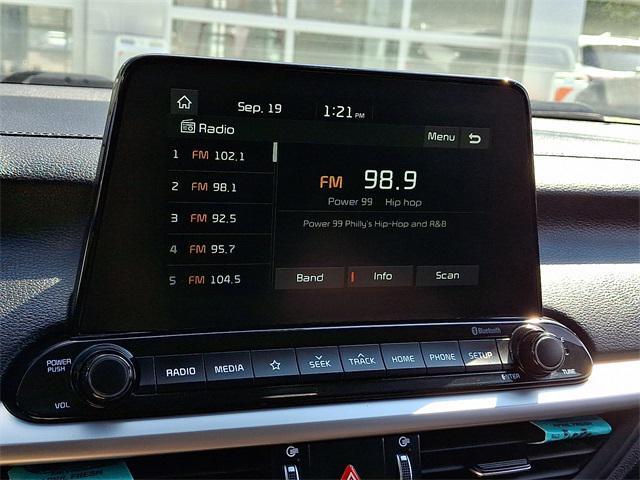 Sep. 19 1:21 PM
Radio
Menu
1 FM 102.1
2 FM 98.1
3 FM 92.5
4 FM 95.7
5 FM 104.5
FM 98.9
Power 99 Hip hop
Power 99 Philly's Hip-Hop and R&B
Band Info Scan
Bluetooth
POWER
PUSH
VOL
RADIO MEDIA SEEK TRACK HOME PHONE SETUP
ENTER
TUNE